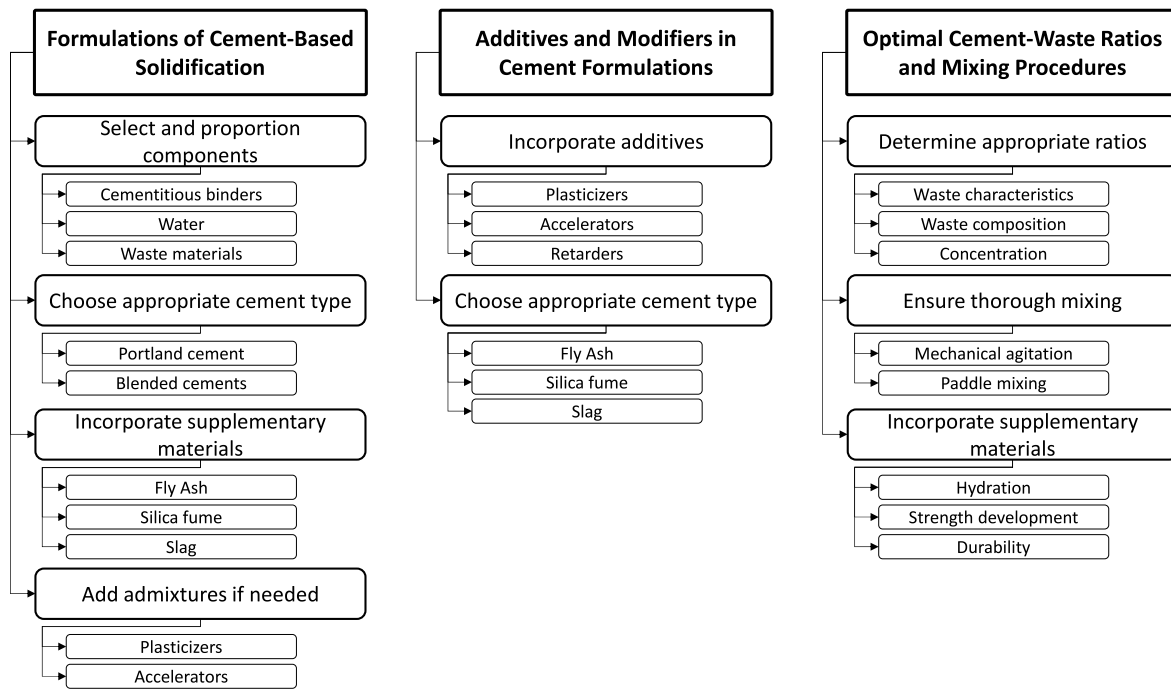 Formulations of Cement-Based
Solidification
Select and proportion
components
Cementitious binders
Water
Waste materials
Choose appropriate cement type
Portland cement
Blended cements
Incorporate supplementary
materials
Fly Ash
Silica fume
Slag
Add admixtures if needed
Plasticizers
Accelerators
Additives and Modifiers in
Cement Formulations
Incorporate additives
Plasticizers
Accelerators
Retarders
Choose appropriate cement type
Fly Ash
Silica fume
Slag
Optimal Cement-Waste Ratios
and Mixing Procedures
Determine appropriate ratios
Waste characteristics
Waste composition
Concentration
Ensure thorough mixing
Mechanical agitation
Paddle mixing
Incorporate supplementary
materials
Hydration
Strength development
Durability